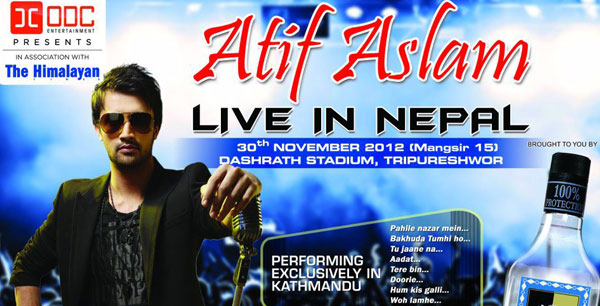 ODC
ENTERTAINMENT
PRESENTS
IN ASSOCIATION WITH
The Himalayan
Atif Aslam
LIVE IN NEPAL
30th NOVEMBER 2012 (Mangsir 15)
DASHRATH STADIUM, TRIPURESHWOR
BROUGHT TO YOU BY
PERFORMING
EXCLUSIVELY IN
KATHMANDU
Pahile nazar mein...
Bakhuda Tumhi ho...
Tu jaane na...
Aadat...
Tere bin...
Doorie...
Hum kis galli...
Woh lamhe...
100%
PROTECTION